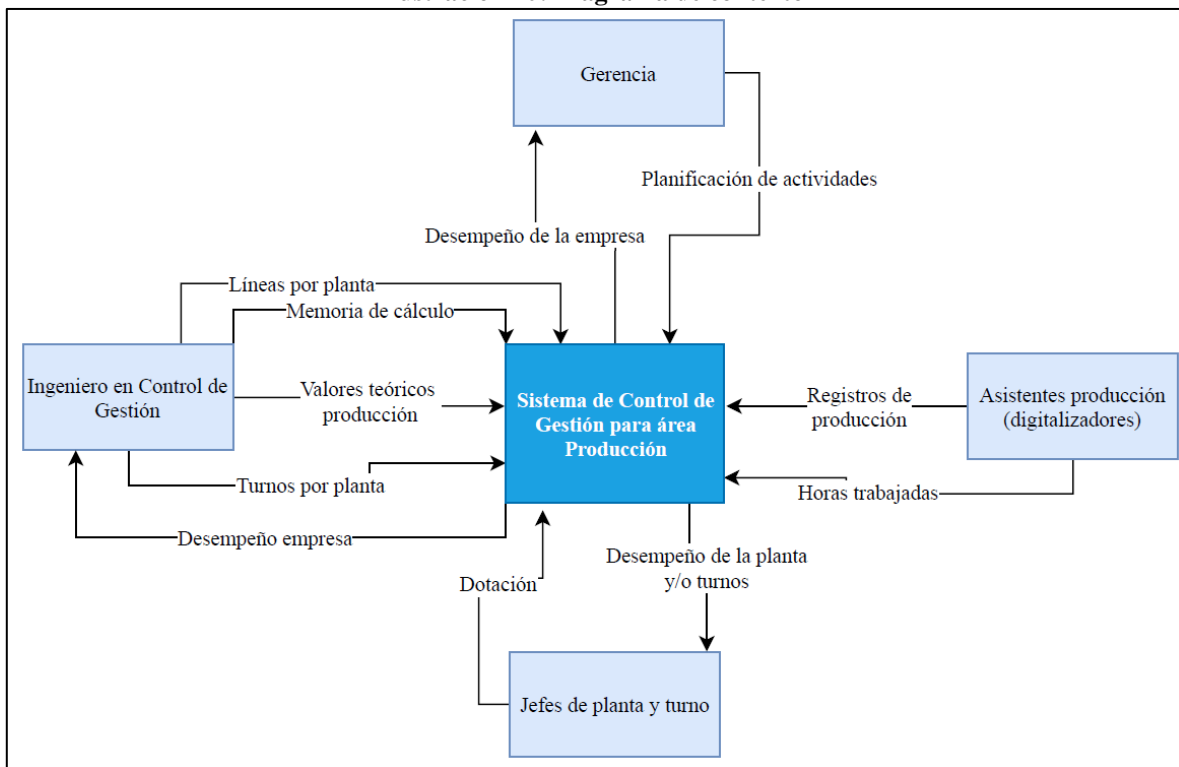 Gerencia
Planificación de actividades
Desempeño de la empresa
Líneas por planta
Memoria de cálculo
Ingeniero en Control de
Gestión
Valores teóricos
producción
Sistema de Control de
Gestión para área
Producción
Registros de
producción
Asistentes producción
(digitalizadores)
Turnos por planta
Horas trabajadas
Desempeño empresa
Desempeño de la planta
y/o turnos
Dotación
Jefes de planta y turno